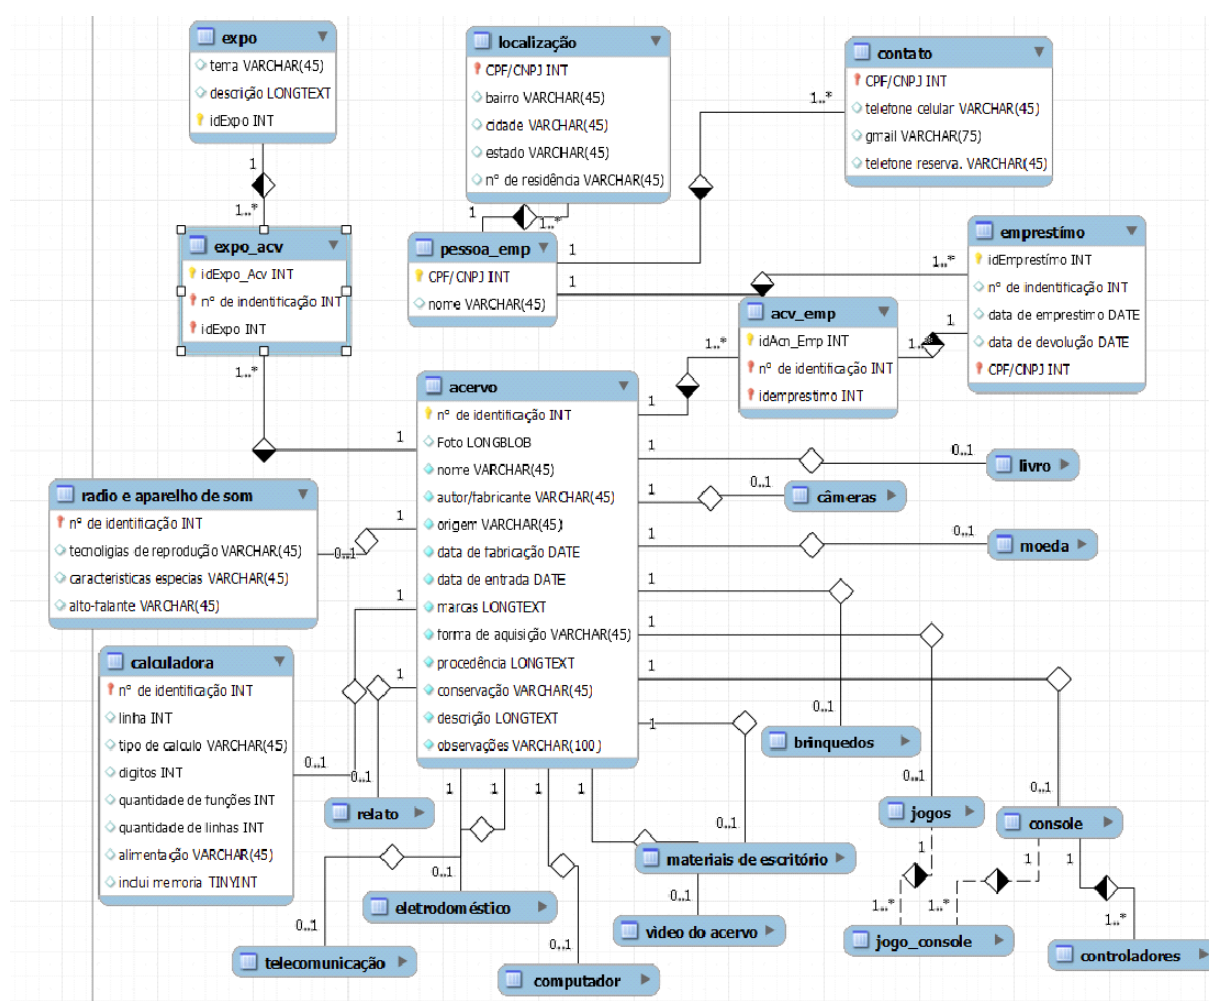 expo
tema VARCHAR(45)
descrição LONGTEXT
idExpo INT
localização
CPF/CNPJ INT
bairro VARCHAR(45)
cidade VARCHAR(45)
estado VARCHAR(45)
nº de residência VARCHAR(45)
contato
CPF/CNPJ INT
telefone celular VARCHAR(45)
gmail VARCHAR(75)
telefone reserva. VARCHAR(45)
1..*
1
1..*
1
1..*
expo_acv
idExpo_Acv INT
nº de indentificação INT
idExpo INT
pessoa_emp
CPF/CNPJ INT
nome VARCHAR(45)
1
1
1..*
emprestímo
idEmprestímo INT
nº de indentificação INT
data de emprestimo DATE
data de devolução DATE
CPF/CNPJ INT
acv_emp
idAcn_Emp INT
nº de identificação INT
idemprestimo INT
1
1..*
1..*
1..*
1
acervo
nº de identificação INT
Foto LONGBLOB
nome VARCHAR(45)
autor/fabricante VARCHAR(45)
origem VARCHAR(45)
data de fabricação DATE
data de entrada DATE
marcas LONGTEXT
forma de aquisição VARCHAR(45)
procedência LONGTEXT
conservação VARCHAR(45)
descrição LONGTEXT
observações VARCHAR(100)
1
1
0..1
livro
1
0..1
câmeras
1
0..1
moeda
radio e aparelho de som
nº de identificação INT
tecnoligias de reprodução VARCHAR(45)
caracteristicas especias VARCHAR(45)
alto-falante VARCHAR(45)
1
0..1
1
1
1
1
1
1
calculadora
nº de identificação INT
linha INT
tipo de calculo VARCHAR(45)
digitos INT
quantidade de funções INT
quantidade de linhas INT
alimentação VARCHAR(45)
inclui memoria TINYINT
0..1
0..1
relato
0..1
brinquedos
0..1
jogos
0..1
console
1
1
1
1
1
0..1
materiais de escritório
1
1
1
0..1
eletrodoméstico
0..1
vìdeo do acervo
1..*
1..*
1..*
jogo_console
controladores
0..1
telecomunicação
0..1
computador